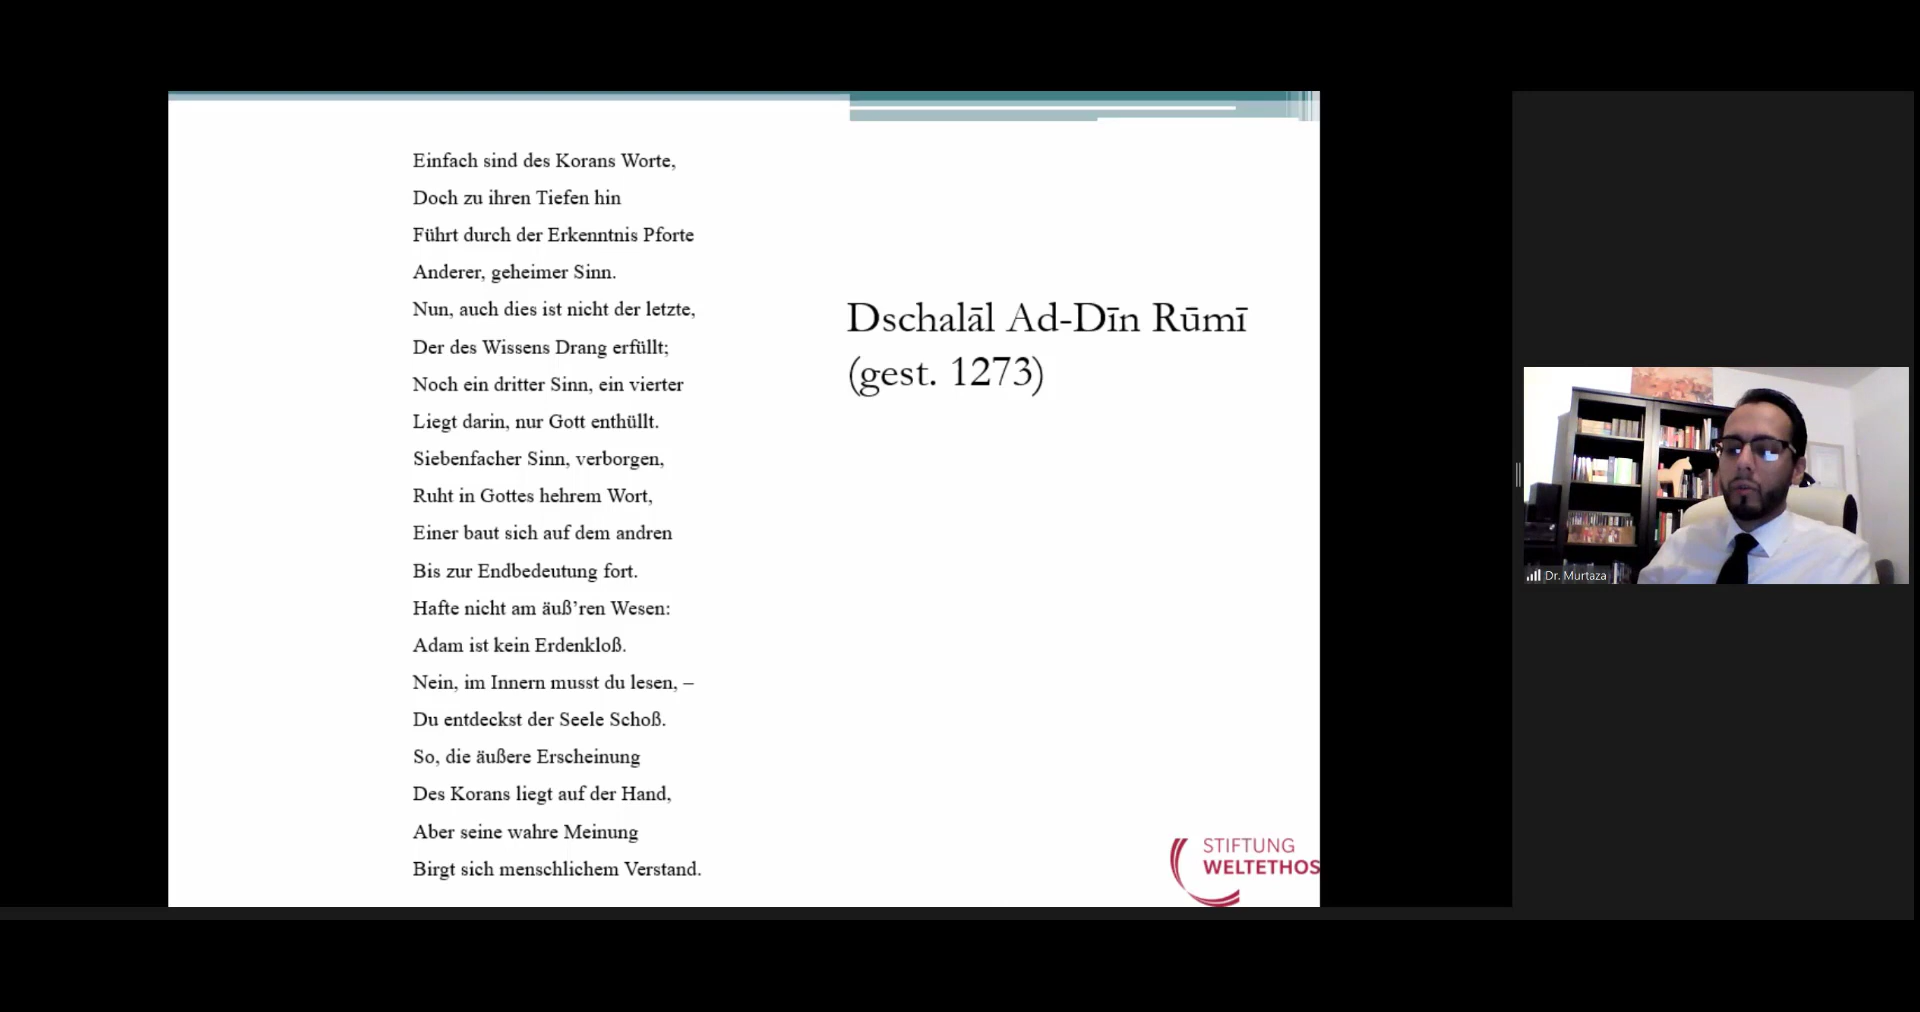 Einfach sind des Korans Worte,
Doch zu ihren Tiefen hin
Führt durch der Erkenntnis Pforte
Anderer, geheimer Sinn.
Nun, auch dies ist nicht der letzte,
Der des Wissens Drang erfüllt;
Noch ein dritter Sinn, ein vierter
Liegt darin, nur Gott enthüllt.
Siebenfacher Sinn, verborgen,
Ruht in Gottes hehrem Wort,
Einer baut sich auf dem andren
Bis zur Endbedeutung fort.
Hafte nicht am äuß’ren Wesen:
Adam ist kein Erdenkloß.
Nein, im Innern musst du lesen, –
Du entdeckst der Seele Schoß.
So, die äußere Erscheinung
Des Korans liegt auf der Hand,
Aber seine wahre Meinung
Birgt sich menschlichem Verstand.
Dschalāl Ad-Dīn Rūmī
(gest. 1273)
STIFTUNG
WELTETHOS
Dr. Murtaza